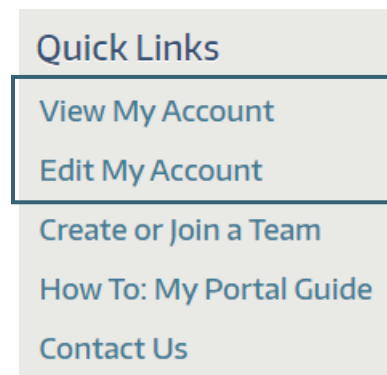 Quick Links
View My Account
Edit My Account
Create or Join a Team
How To: My Portal Guide
Contact Us